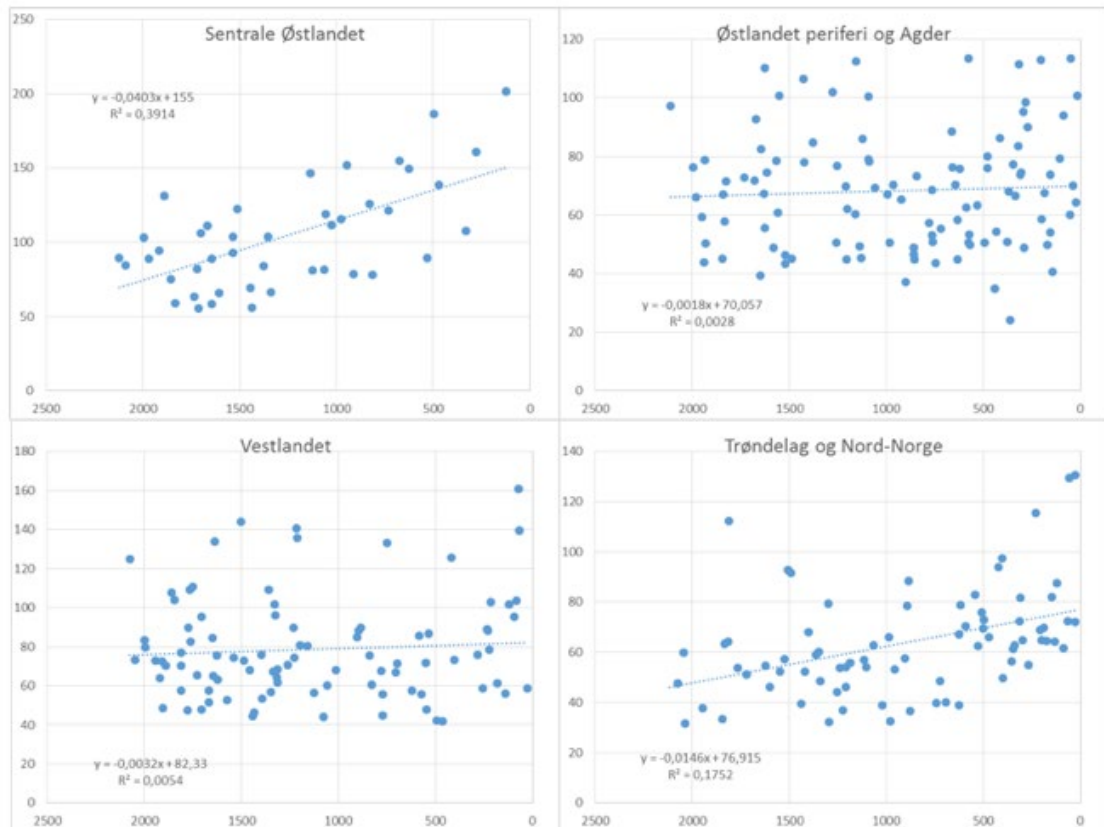 Sentrale Østlandet
250
200
150
100
50
0
y = -0,0403x + 155
R² = 0,3914
2500 2000 1500 1000 500 0
Østlandet periferi og Agder
120
100
80
60
40
20
0
y = -0,0018x + 70,057
R² = 0,0028
2500 2000 1500 1000 500 0
Vestlandet
180
160
140
120
100
80
60
40
20
0
y = -0,0032x + 82,33
R² = 0,0054
2500 2000 1500 1000 500 0
Trøndelag og Nord-Norge
140
120
100
80
60
40
20
0
y = -0,0146x + 76,915
R² = 0,1752
2500 2000 1500 1000 500 0